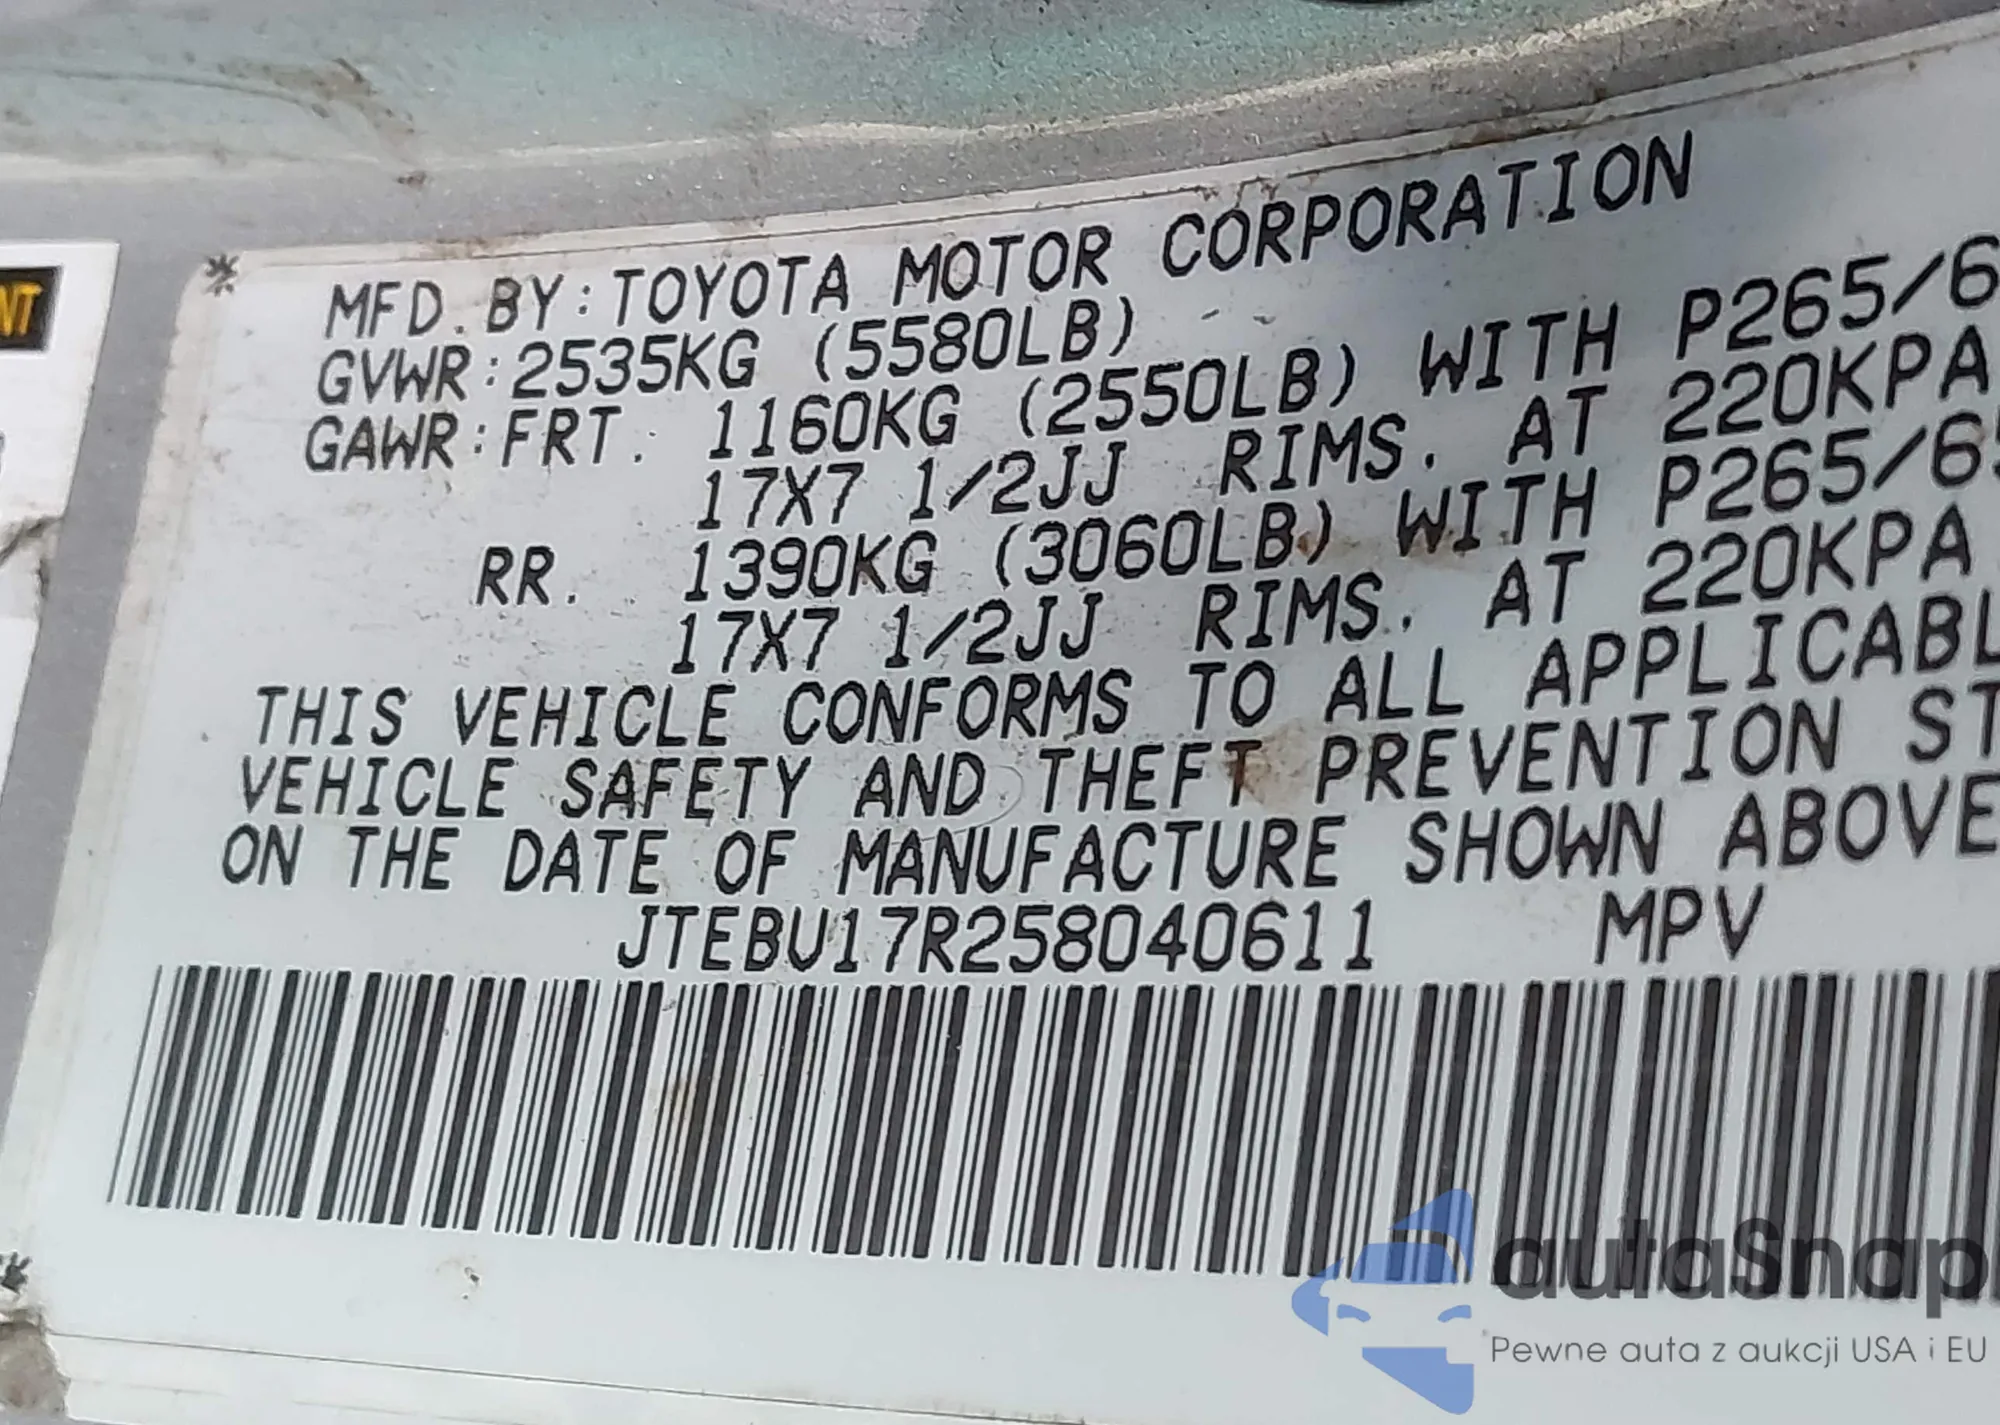 NT
MFD. BY: TOYOTA MOTOR CORPORATION
GVWR: 2535KG (5580LB)
GAWR: FRT. 1160KG (2550LB) WITH P265/6
17X7 1/2JJ RIMS. AT 220KPA
RR. 1390KG (3060LB) WITH P265/65
17X7 1/2JJ RIMS. AT 220KPA
THIS VEHICLE CONFORMS TO ALL APPLICABL
VEHICLE SAFETY AND THEFT PREVENTION ST
ON THE DATE OF MANUFACTURE SHOWN ABOVE
JTEBU17R258040611 MPV
autaSnap
Pewne auta z aukcji USA i EU